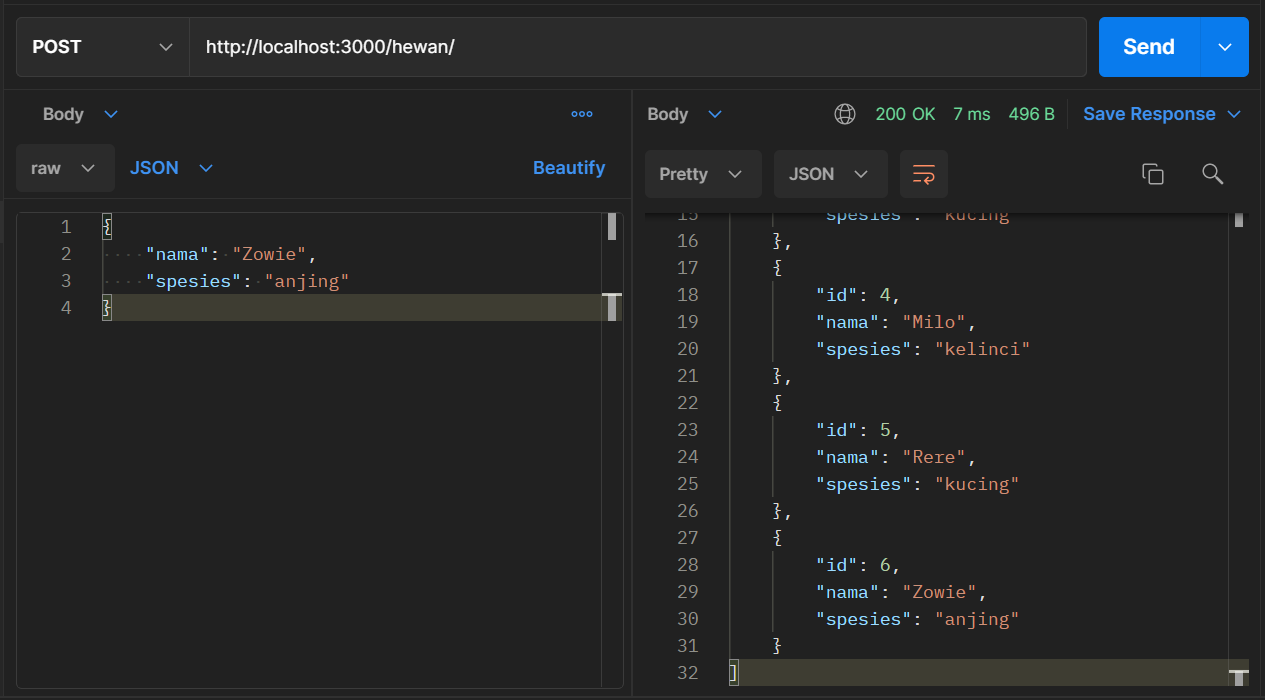 POST http://localhost:3000/hewan/ Send
Body
raw JSON Beautify
1 {
2 "nama": "Zowie",
3 "spesies": "anjing"
4 }
Body 200 OK 7 ms 496 B Save Response
Pretty JSON
15 "spesies": "kucing"
16 },
17 {
18 "id": 4,
19 "nama": "Milo",
20 "spesies": "kelinci"
21 },
22 {
23 "id": 5,
24 "nama": "Rere",
25 "spesies": "kucing"
26 },
27 {
28 "id": 6,
29 "nama": "Zowie",
30 "spesies": "anjing"
31 }
32 ]